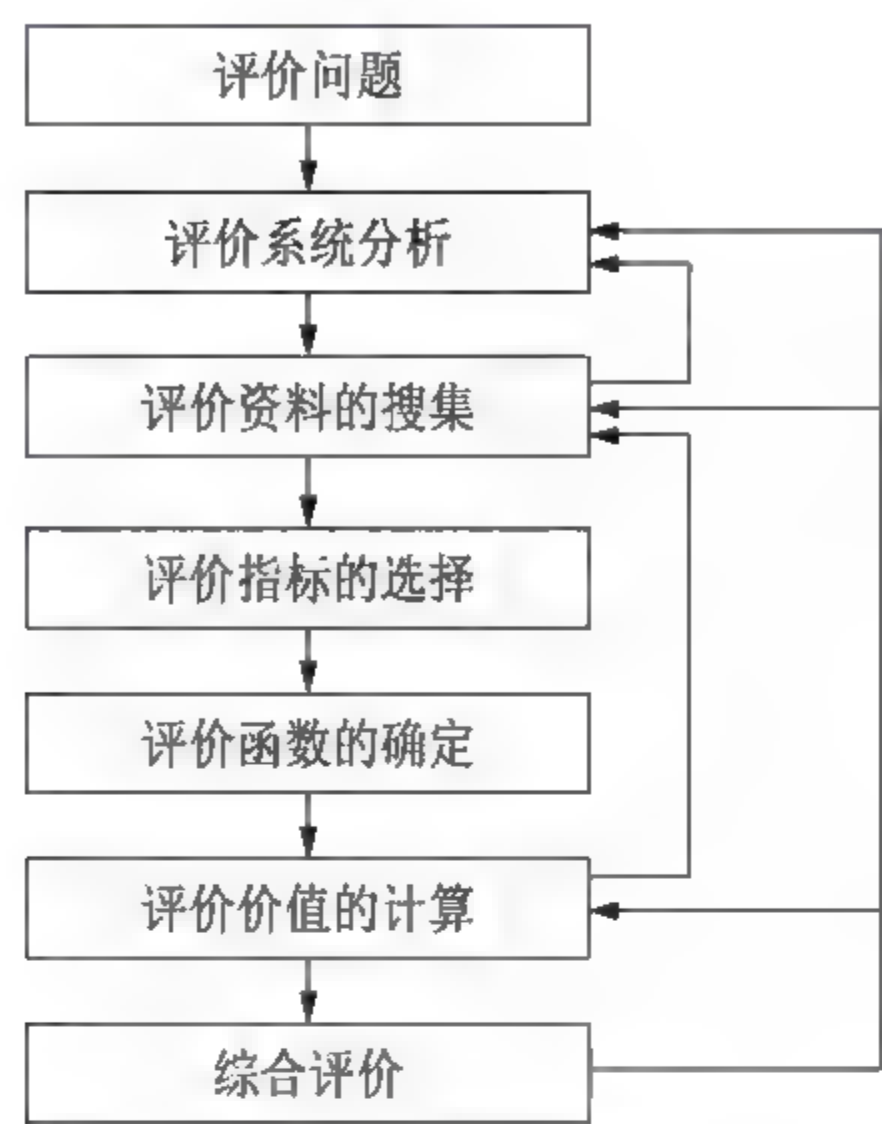 评价问题
评价系统分析
评价资料的搜集
评价指标的选择
评价函数的确定
评价价值的计算
综合评价